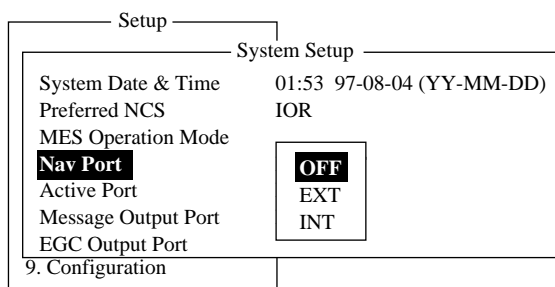 Setup
System Setup
System Date & Time 01:53 97-08-04 (YY-MM-DD)
Preferred NCS IOR
MES Operation Mode
Nav Port OFF
Active Port EXT
Message Output Port INT
EGC Output Port
9. Configuration